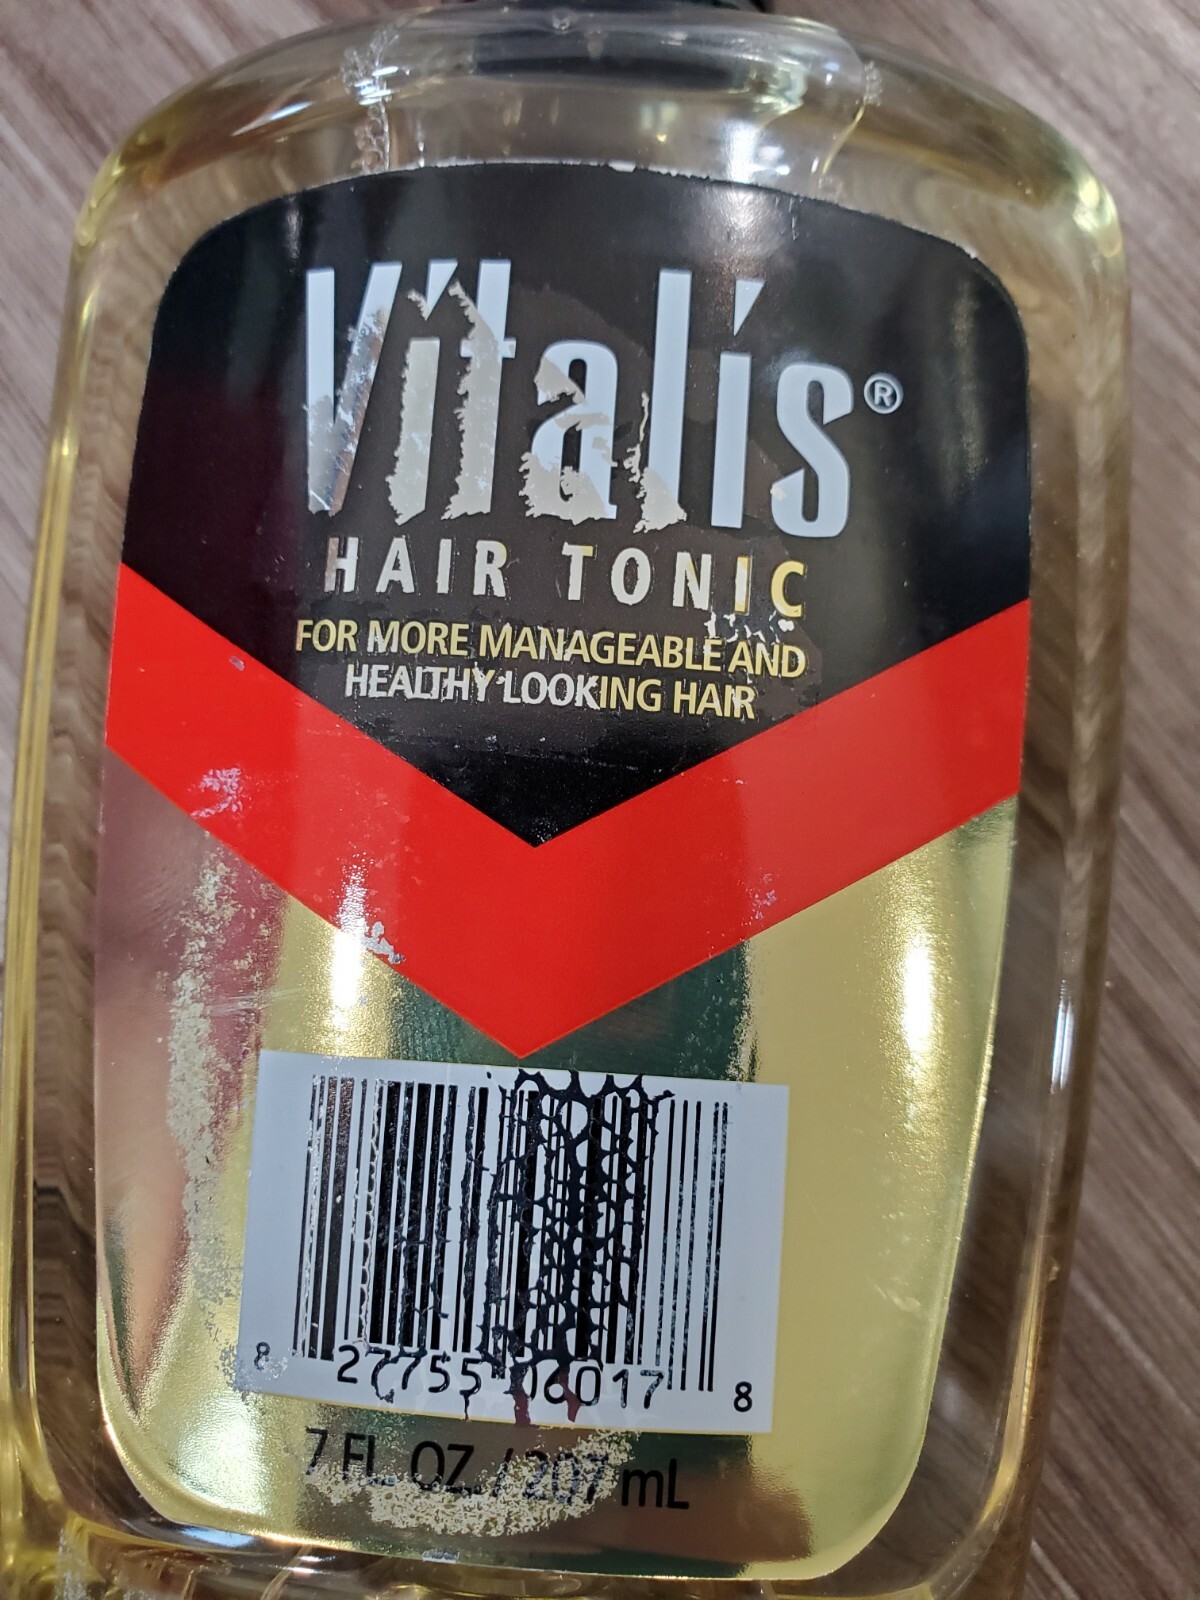 Vitalis®
HAIR TONIC
FOR MORE MANAGEABLE AND
HEALTHY LOOKING HAIR
8 27755 06017 8
7 FL. OZ. / 207 mL